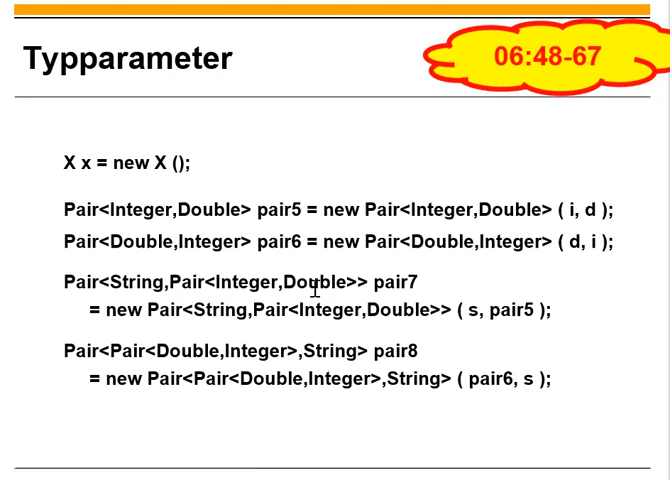 Typparameter
06:48-67
X x = new X ();
Pair<Integer,Double> pair5 = new Pair<Integer,Double> ( i, d );
Pair<Double,Integer> pair6 = new Pair<Double,Integer> ( d, i );
Pair<String,Pair<Integer,Double>> pair7
= new Pair<String,Pair<Integer,Double>> ( s, pair5 );
Pair<Pair<Double,Integer>,String> pair8
= new Pair<Pair<Double,Integer>,String> ( pair6, s );